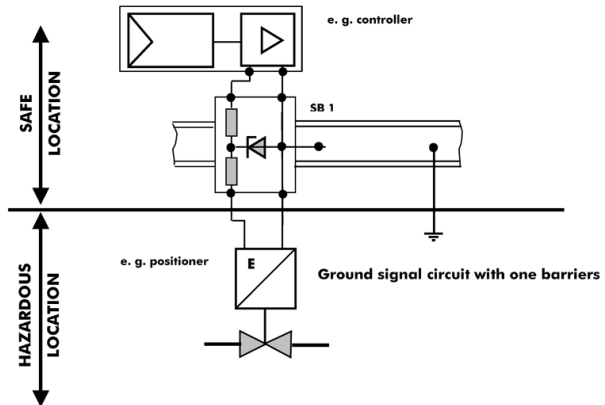 e. g. controller
SAFE
LOCATION
SB 1
e. g. positioner
E
Ground signal circuit with one barriers
HAZARDOUS
LOCATION